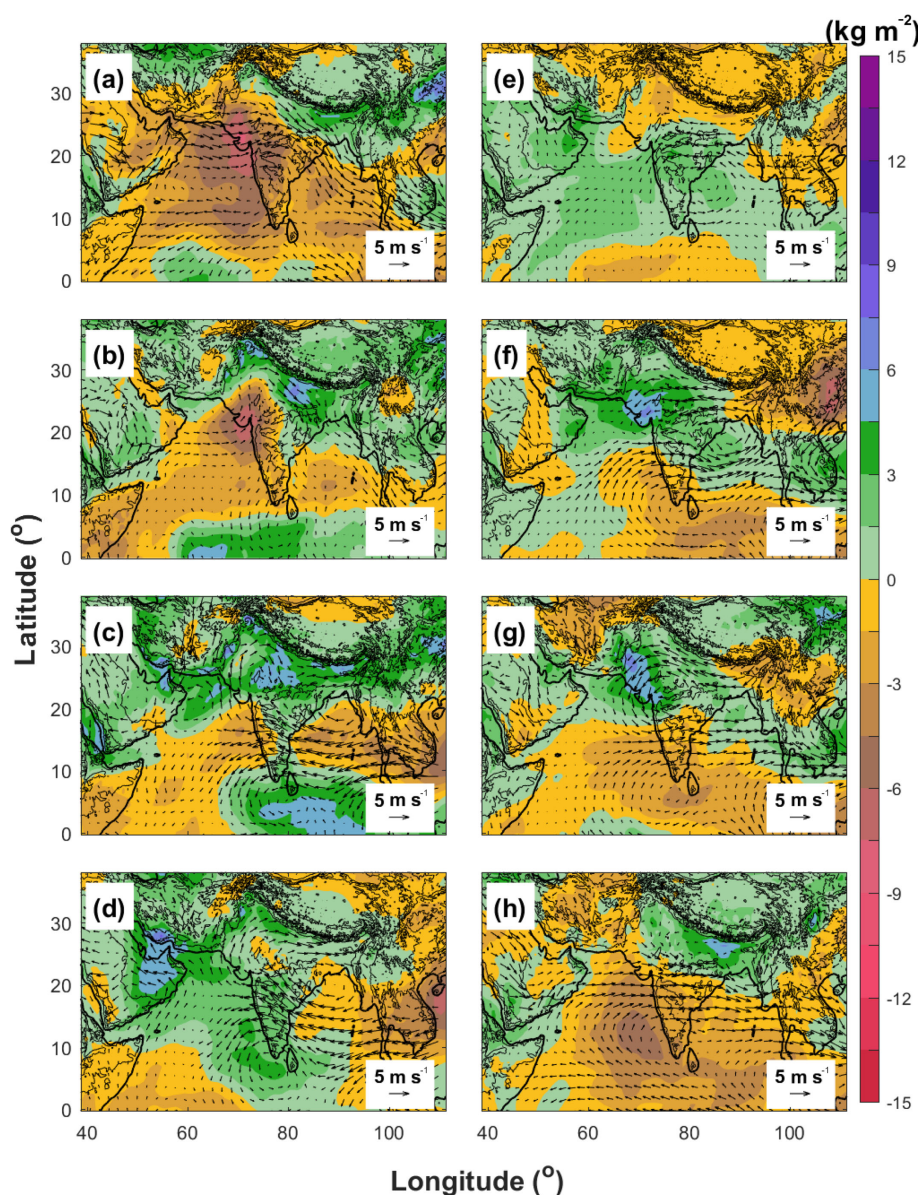 (kg m⁻²)
(a)
(e)
15
12
9
6
3
0
-3
-6
-9
-12
-15
30
20
10
0
5 m s⁻¹
5 m s⁻¹
(b)
(f)
30
20
10
0
5 m s⁻¹
5 m s⁻¹
(c)
(g)
30
20
10
0
5 m s⁻¹
5 m s⁻¹
(d)
(h)
30
20
10
0
5 m s⁻¹
5 m s⁻¹
40 60 80 100
40 60 80 100
Latitude (°)
Longitude (°)